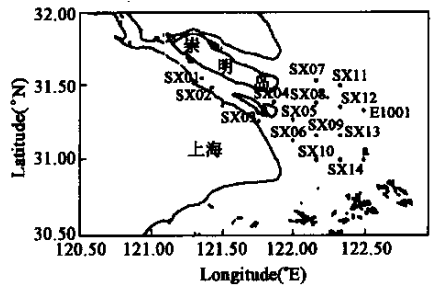 32.00
崇
明
岛
SX07
SX01
SX11
31.50
SX02
SX04
SX08
SX12
SX05
E1001
SX03
SX06
SX09
SX13
上海
SX10
31.00
SX14
30.50
120.50 121.00 121.50 122.00 122.50
Latitude(°N)
Longitude(°E)